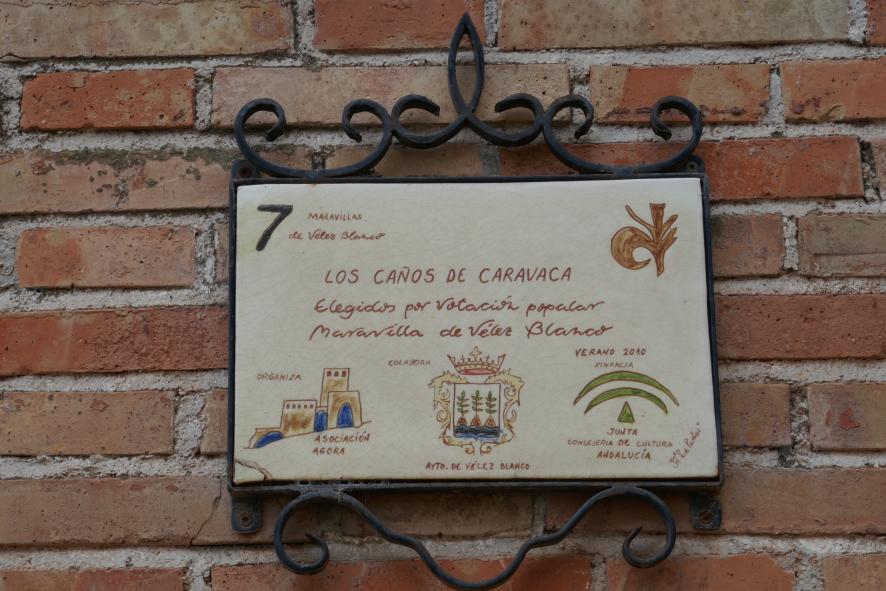 7
MARAVILLAS
de Vélez Blanco
LOS CAÑOS DE CARAVACA
Elegidos por votación popular
Maravilla de Vélez Blanco
ORGANIZA
ASOCIACIÓN
AGORA
COLABORA
AYTO. DE VÉLEZ BLANCO
VERANO 2010
FINANCIA
JUNTA
CONSEJERIA DE CULTURA
ANDALUCÍA